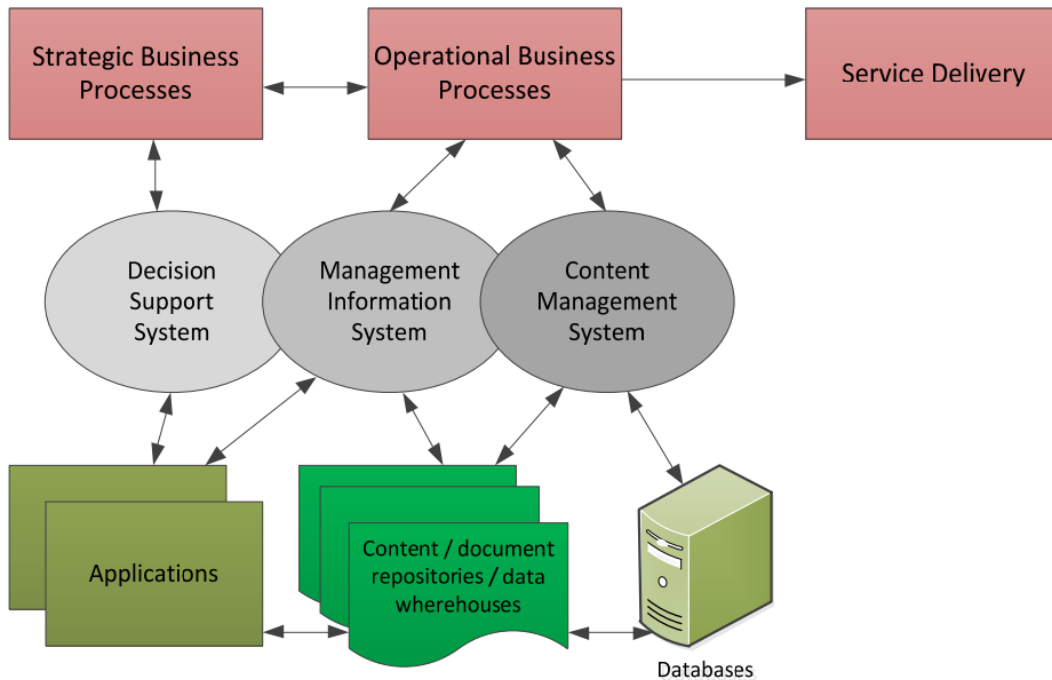 Strategic Business
Processes
Operational Business
Processes
Service Delivery
Decision
Support
System
Management
Information
System
Content
Management
System
Applications
Content / document
repositories / data
wherehouses
Databases